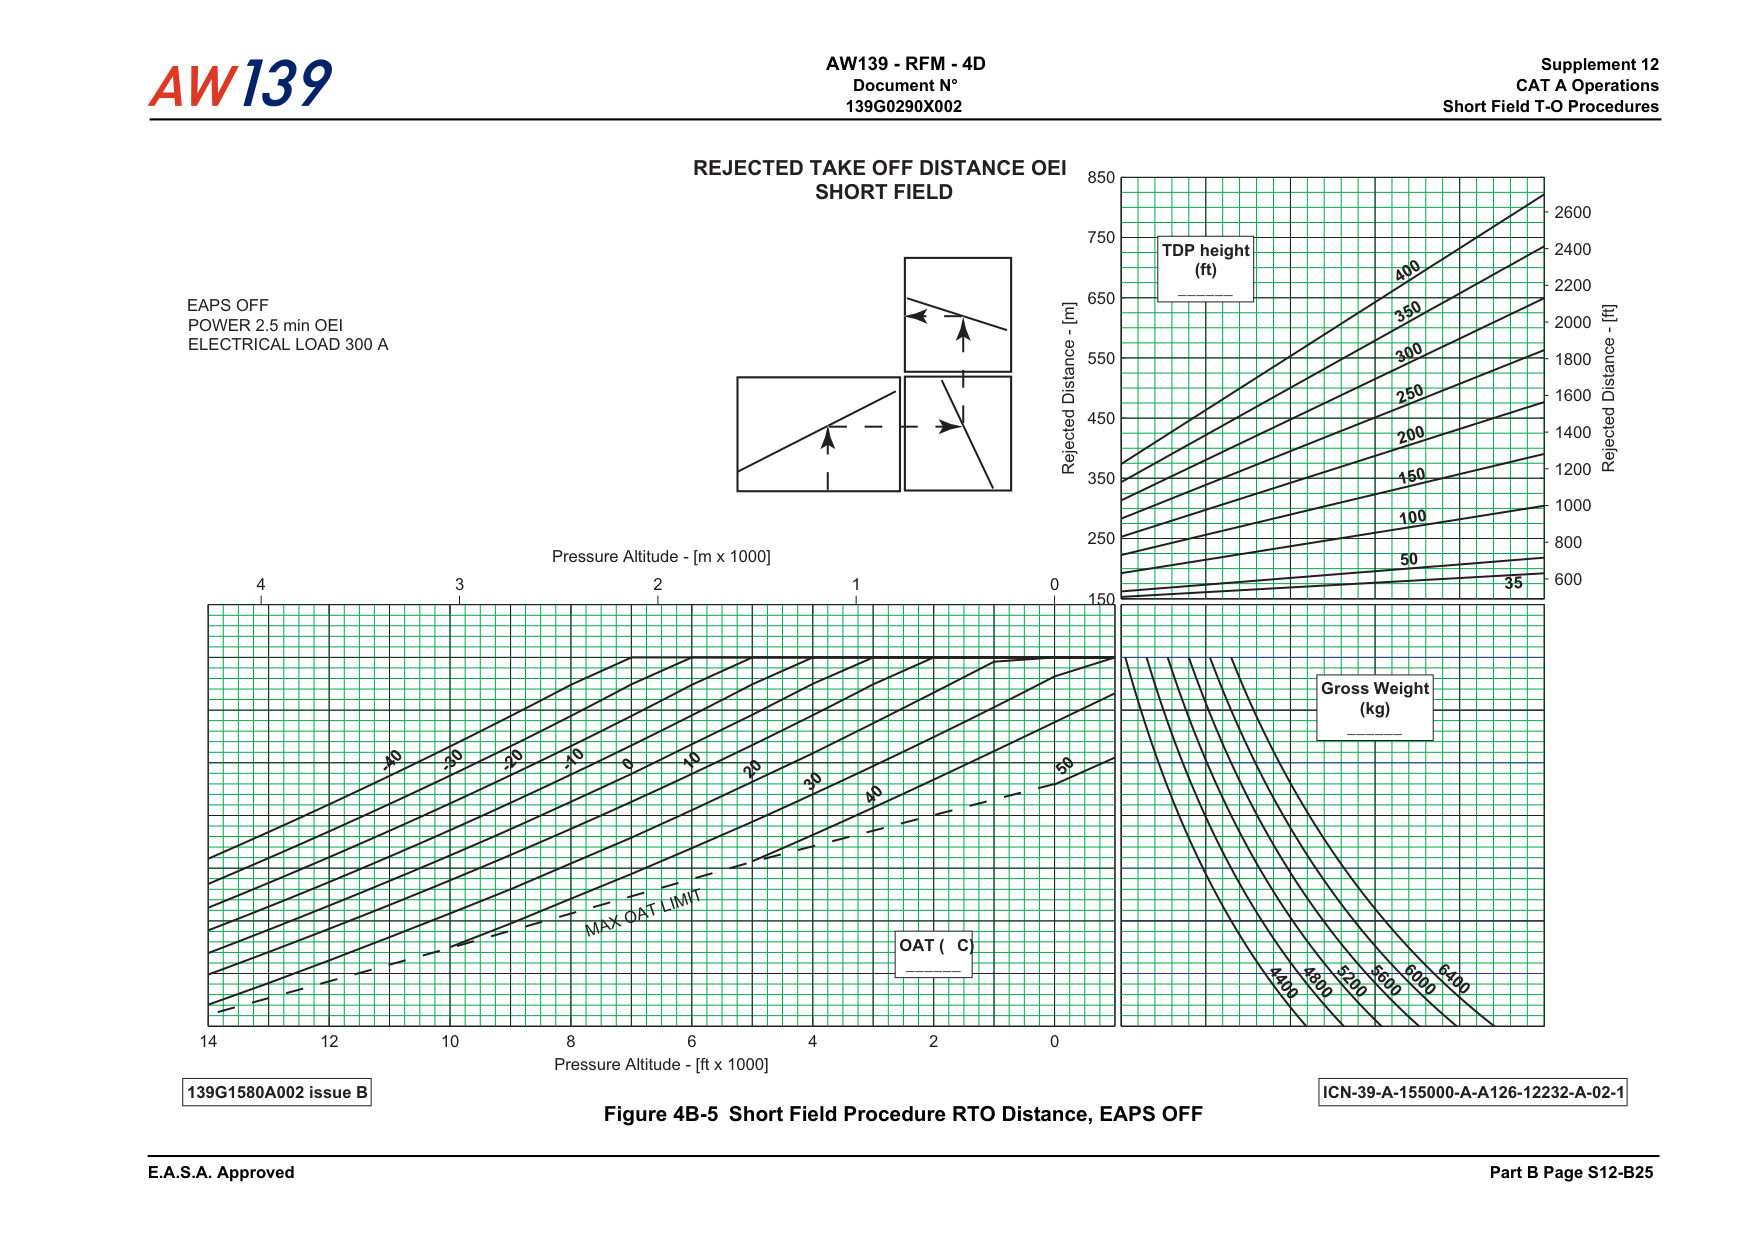 AW139
AW139 - RFM - 4D
Document N°
139G0290X002
Supplement 12
CAT A Operations
Short Field T-O Procedures
REJECTED TAKE OFF DISTANCE OEI
SHORT FIELD
EAPS OFF
POWER 2.5 min OEI
ELECTRICAL LOAD 300 A
850
750
650
550
450
350
250
150
Rejected Distance - [m]
TDP height
(ft)
______
400
350
300
250
200
150
100
50
35
2600
2400
2200
2000
1800
1600
1400
1200
1000
800
600
Rejected Distance - [ft]
Pressure Altitude - [m x 1000]
4 3 2 1 0
-40 -30 -20 -10 0 10 20 30 40 50
MAX OAT LIMIT
OAT ( C)
______
Gross Weight
(kg)
______
4400 4800 5200 5600 6000 6400
14 12 10 8 6 4 2 0
Pressure Altitude - [ft x 1000]
139G1580A002 issue B
ICN-39-A-155000-A-A126-12232-A-02-1
Figure 4B-5 Short Field Procedure RTO Distance, EAPS OFF
E.A.S.A. Approved
Part B Page S12-B25